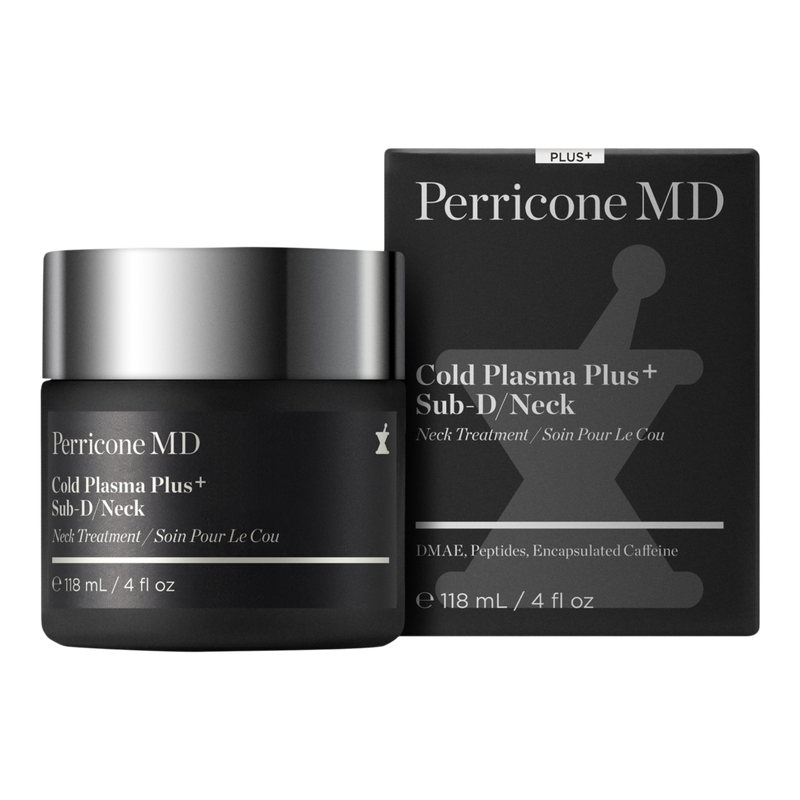 Perricone MD
Cold Plasma Plus+
Sub-D/Neck
Neck Treatment / Soin Pour Le Cou
℮ 118 mL / 4 fl oz
PLUS+
Perricone MD
Cold Plasma Plus+
Sub-D/Neck
Neck Treatment / Soin Pour Le Cou
DMAE, Peptides, Encapsulated Caffeine
℮ 118 mL / 4 fl oz